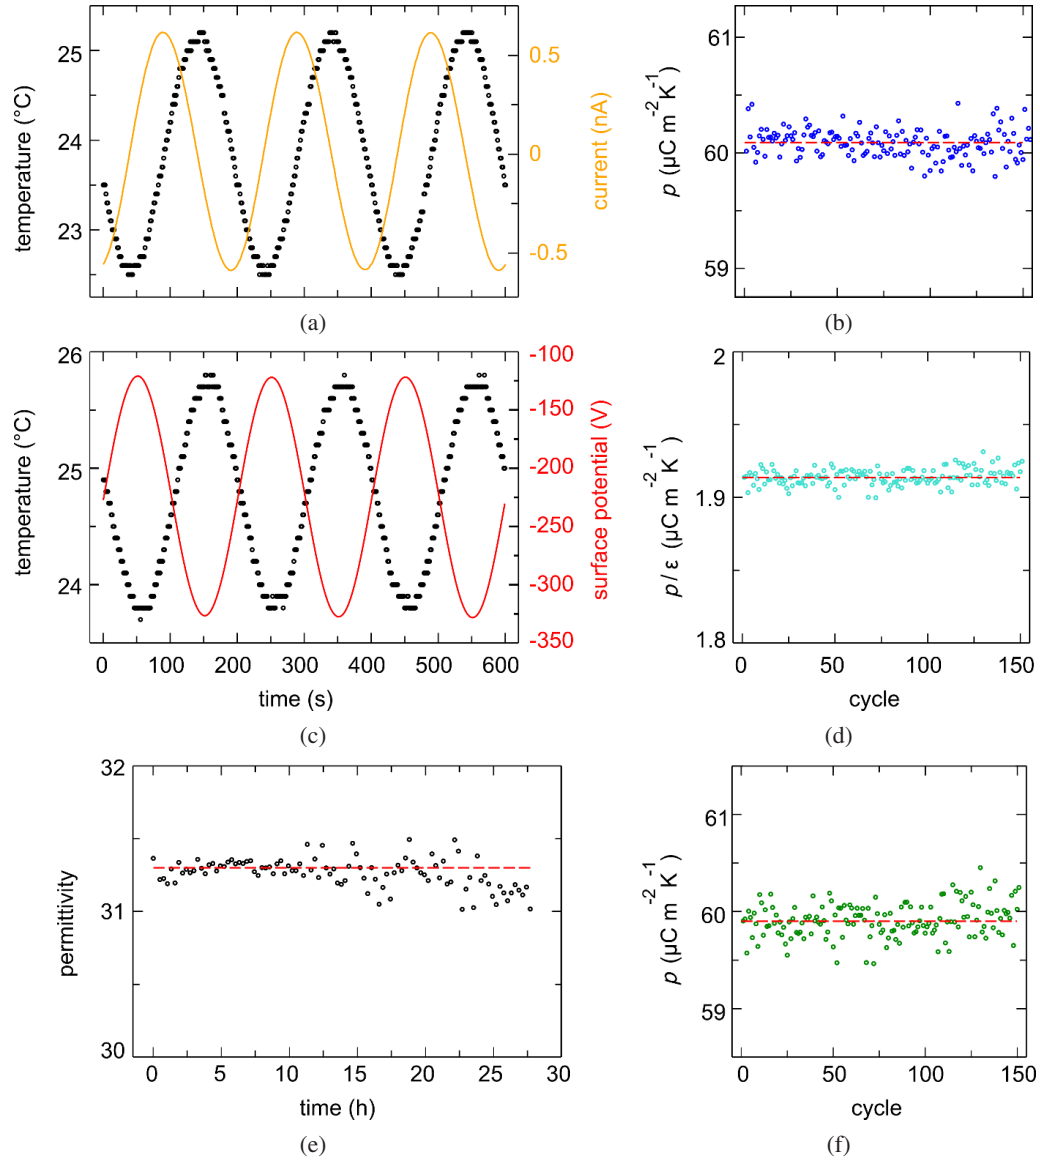 25
24
23
temperature (°C)
0.5
0
-0.5
current (nA)
(a)
61
60
59
p (µC m-2K-1)
(b)
26
25
24
temperature (°C)
-100
-150
-200
-250
-300
-350
surface potential (V)
0 100 200 300 400 500 600
time (s)
(c)
2
1.9
1.8
p/ε (µC m-2 K-1)
0 50 100 150
cycle
(d)
32
31
30
permittivity
0 5 10 15 20 25 30
time (h)
(e)
61
60
59
p (µC m-2 K-1)
0 50 100 150
cycle
(f)